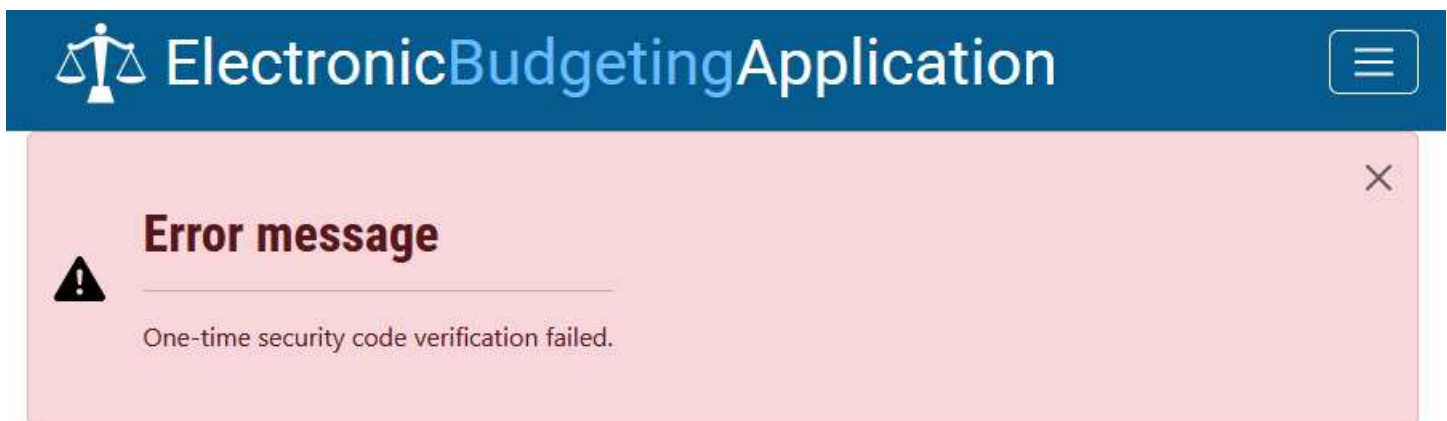 ElectronicBudgetingApplication
Error message
One-time security code verification failed.